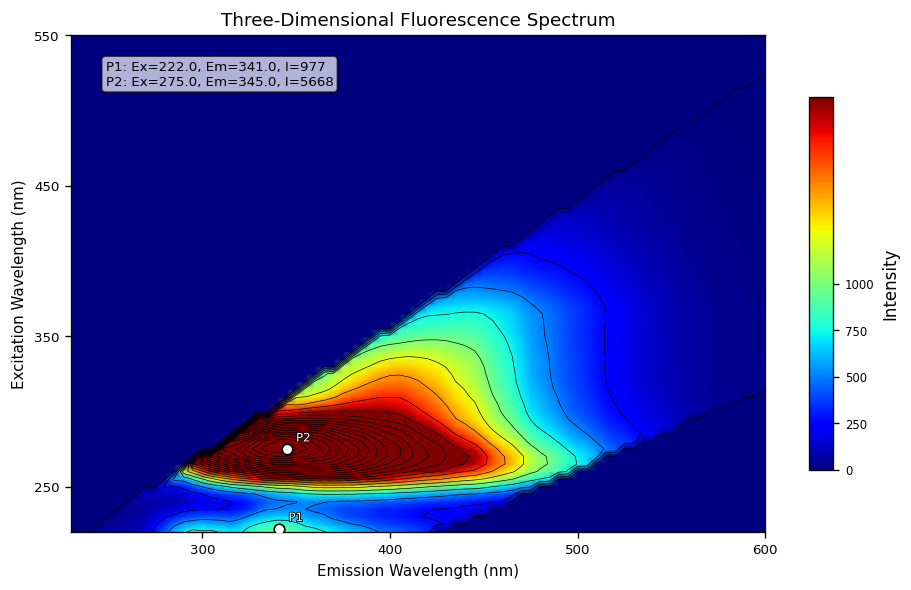 Three-Dimensional Fluorescence Spectrum
P1: Ex=222.0, Em=341.0, I=977
P2: Ex=275.0, Em=345.0, I=5668
550
450
350
250
Excitation Wavelength (nm)
P2
P1
300
400
500
600
Emission Wavelength (nm)
1000
750
500
250
0
Intensity